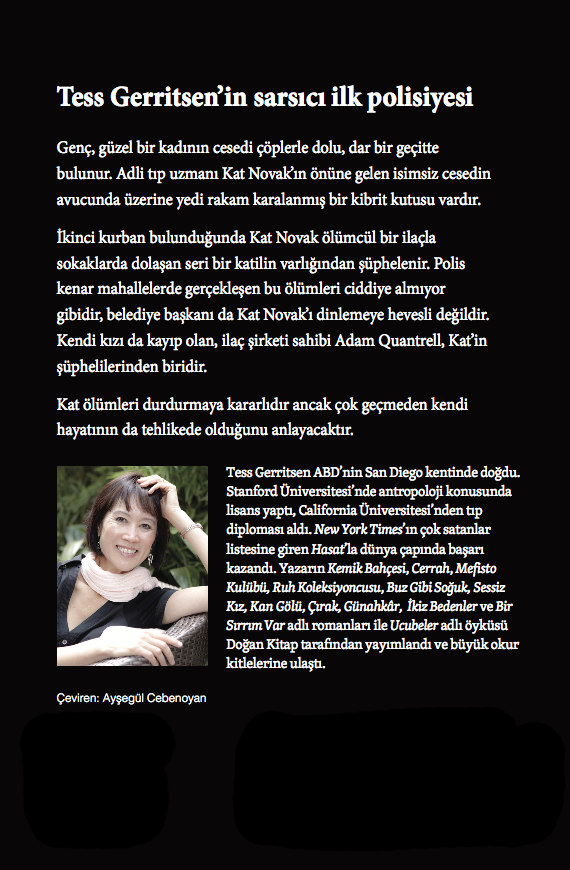 Tess Gerritsen’in sarsıcı ilk polisiyesi
Genç, güzel bir kadının cesedi çöplerle dolu, dar bir geçitte
bulunur. Adli tıp uzmanı Kat Novak’ın önüne gelen isimsiz cesedin
avucunda üzerine yedi rakam karalanmış bir kibrit kutusu vardır.
İkinci kurban bulunduğunda Kat Novak ölümcül bir ilaçla
sokaklarda dolaşan seri bir katilin varlığından şüphelenir. Polis
kenar mahallelerde gerçekleşen bu ölümleri ciddiye almıyor
gibidir, belediye başkanı da Kat Novak’ı dinlemeye hevesli değildir.
Kendi kızı da kayıp olan, ilaç şirketi sahibi Adam Quantrell, Kat’in
şüphelilerinden biridir.
Kat ölümleri durdurmaya kararlıdır ancak çok geçmeden kendi
hayatının da tehlikede olduğunu anlayacaktır.
Tess Gerritsen ABD’nin San Diego kentinde doğdu.
Stanford Üniversitesi’nde antropoloji konusunda
lisans yaptı, California Üniversitesi’nden tıp
diploması aldı. New York Times’ın çok satanlar
listesine giren Hasat’la dünya çapında başarı
kazandı. Yazarın Kemik Bahçesi, Cerrah, Mefisto
Kulübü, Ruh Koleksiyoncusu, Buz Gibi Soğuk, Sessiz
Kız, Kan Gölü, Çırak, Günahkâr, İkiz Bedenler ve Bir
Sırrım Var adlı romanları ile Ucubeler adlı öyküsü
Doğan Kitap tarafından yayımlandı ve büyük okur
kitlelerine ulaştı.
Çeviren: Ayşegül Cebenoyan